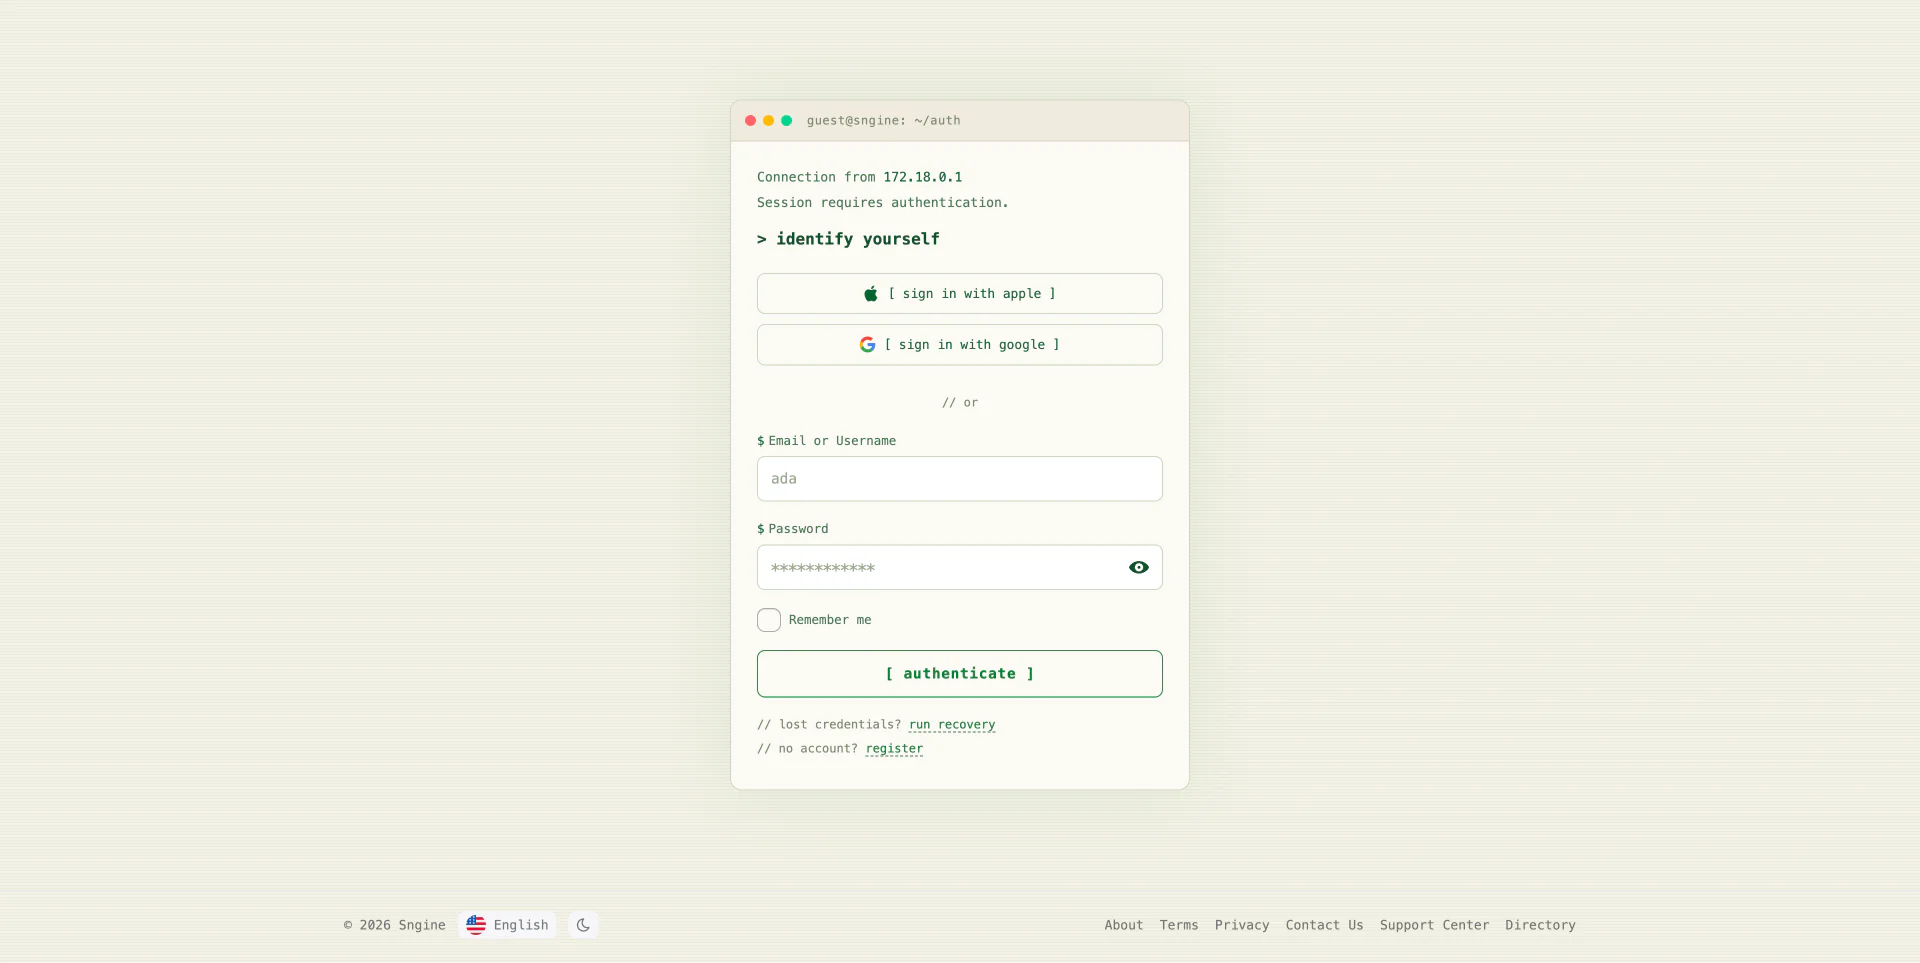 guest@sngine: ~/auth
Connection from 172.18.0.1
Session requires authentication.
> identify yourself
[ sign in with apple ]
[ sign in with google ]
// or
$ Email or Username
ada
$ Password
************
Remember me
[ authenticate ]
// lost credentials? run recovery
// no account? register
© 2026 Sngine English About Terms Privacy Contact Us Support Center Directory